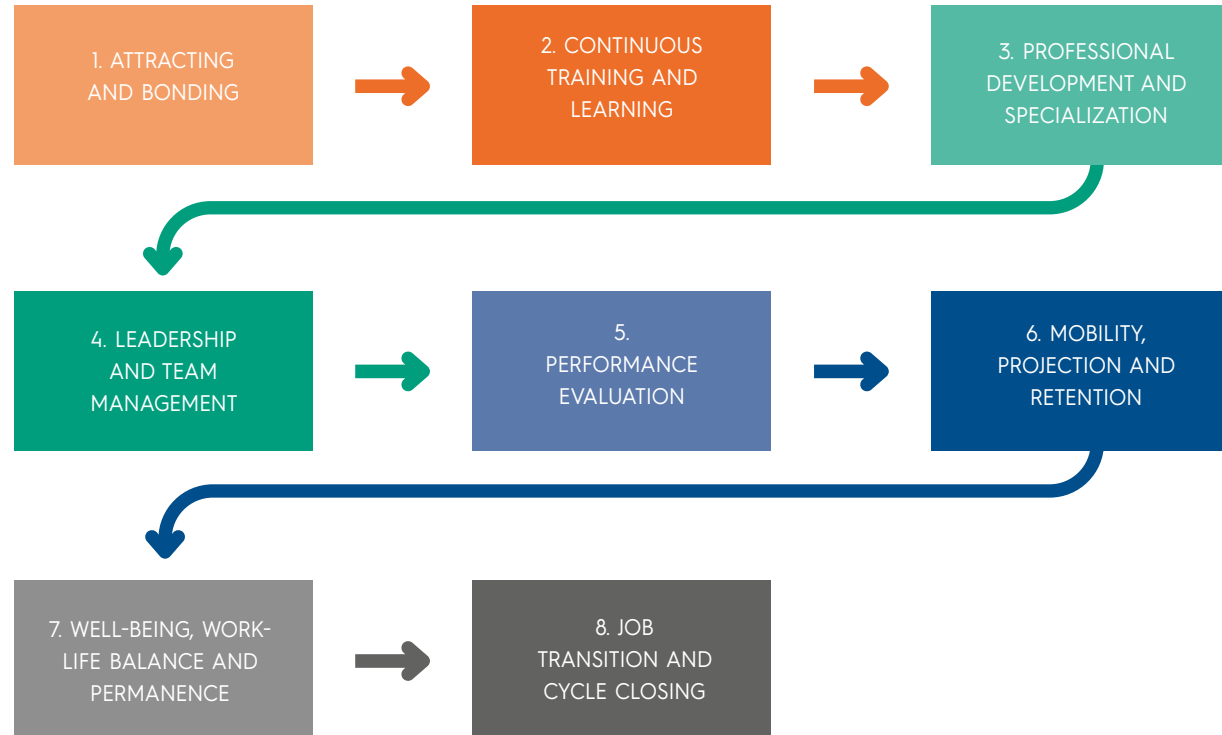 1. ATTRACTING
AND BONDING
2. CONTINUOUS
TRAINING AND
LEARNING
3. PROFESSIONAL
DEVELOPMENT AND
SPECIALIZATION
4. LEADERSHIP
AND TEAM
MANAGEMENT
5.
PERFORMANCE
EVALUATION
6. MOBILITY,
PROJECTION AND
RETENTION
7. WELL-BEING, WORK-
LIFE BALANCE AND
PERMANENCE
8. JOB
TRANSITION AND
CYCLE CLOSING